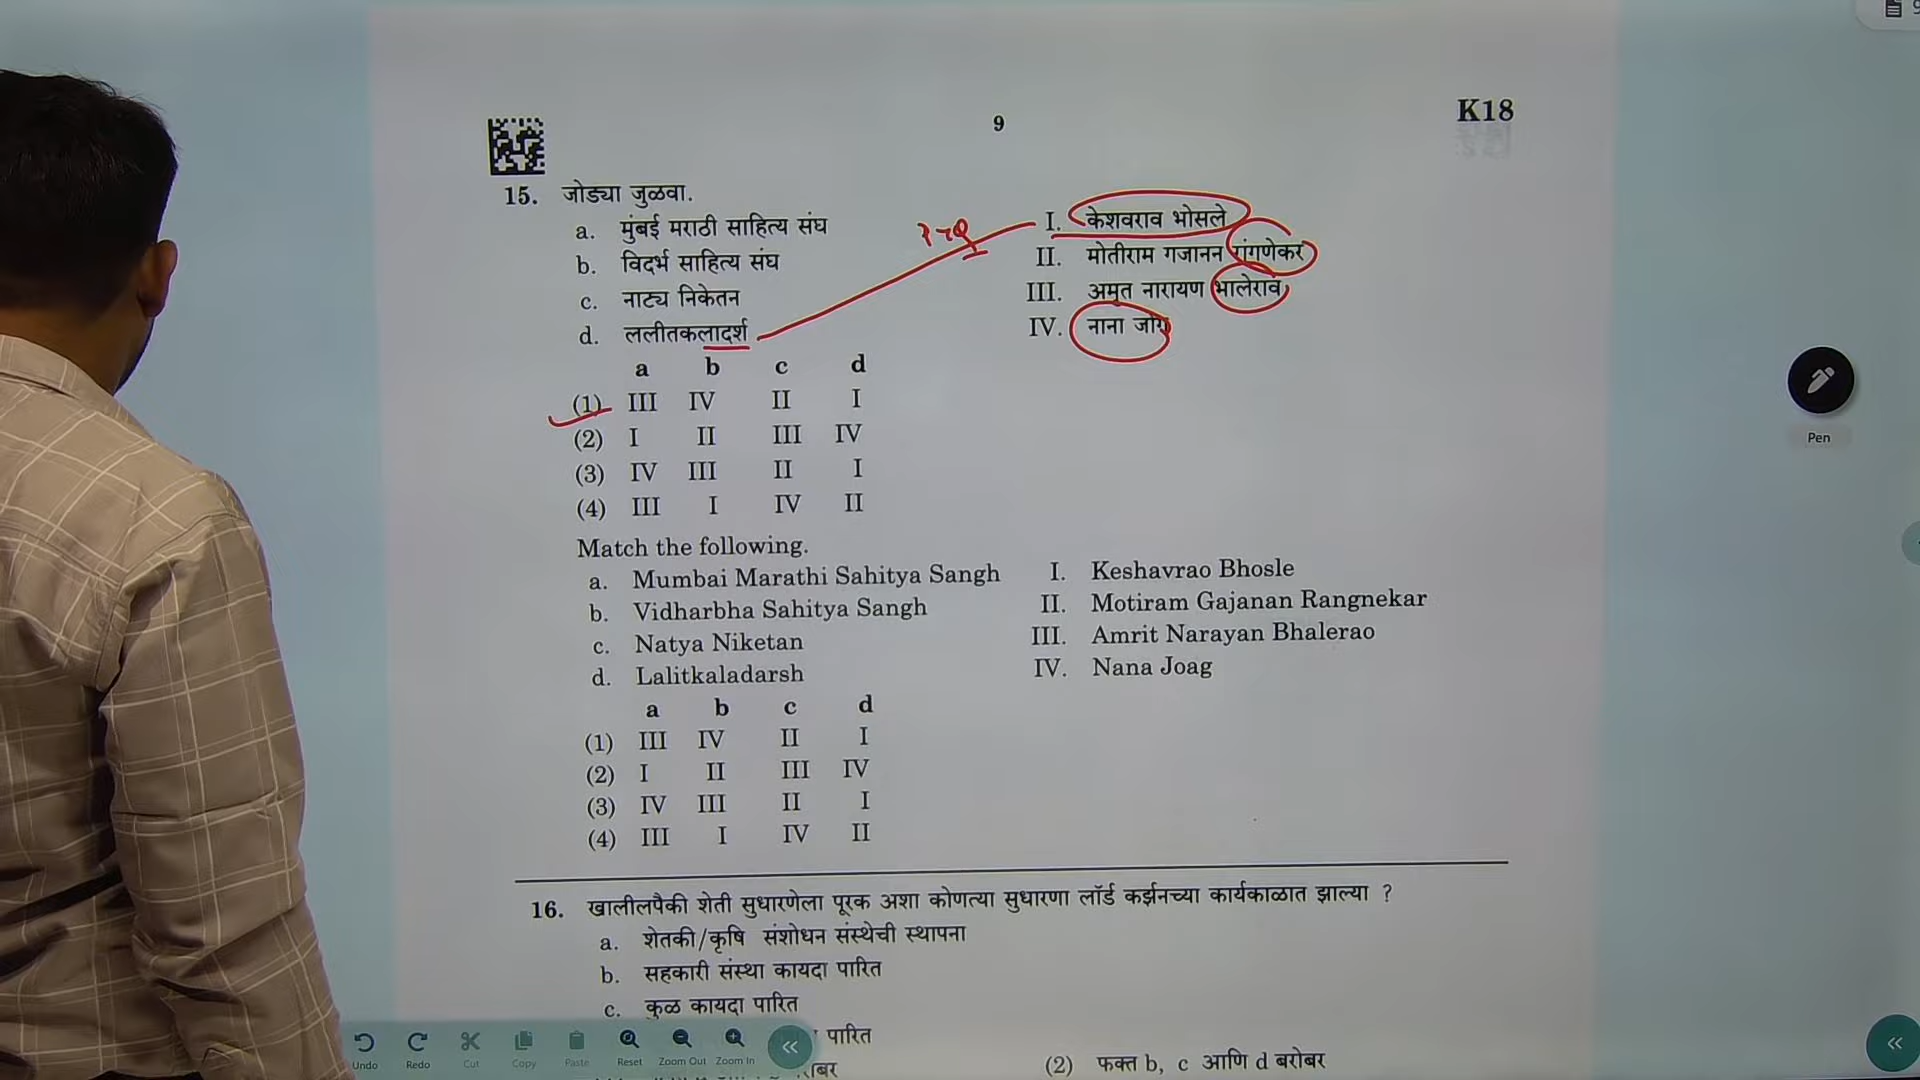 9
K18
15. जोड्या जुळवा.
a. मुंबई मराठी साहित्य संघ I. केशवराव भोसले
b. विदर्भ साहित्य संघ II. मोतीराम गजानन रांगणेकर
c. नाट्य निकेतन III. अमृत नारायण भालेराव
d. ललीतकलादर्श IV. नाना जोग
a b c d
(1) III IV II I
(2) I II III IV
(3) IV III II I
(4) III I IV II
Match the following.
a. Mumbai Marathi Sahitya Sangh I. Keshavrao Bhosle
b. Vidharbha Sahitya Sangh II. Motiram Gajanan Rangnekar
c. Natya Niketan III. Amrit Narayan Bhalerao
d. Lalitkaladarsh IV. Nana Joag
a b c d
(1) III IV II I
(2) I II III IV
(3) IV III II I
(4) III I IV II
16. खालीलपैकी शेती सुधारणेला पूरक अशा कोणत्या सुधारणा लॉर्ड कर्झनच्या कार्यकाळात झाल्या ?
a. शेतकी/कृषि संशोधन संस्थेची स्थापना
b. सहकारी संस्था कायदा पारित
c. कुळ कायदा पारित
पारित
(2) फक्त b, c आणि d बरोबर
Pen
Undo Redo Cut Copy Paste Reset Zoom Out Zoom In